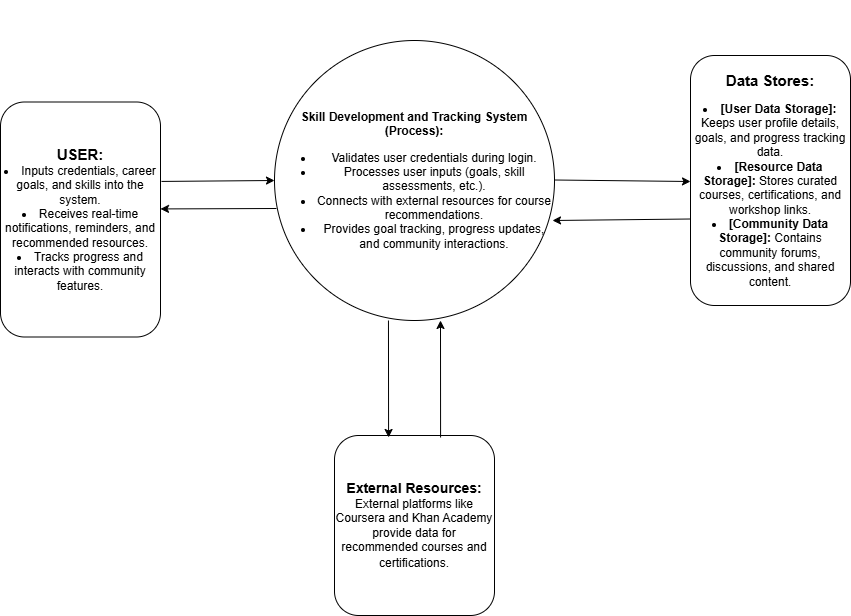 USER:
• Inputs credentials, career
goals, and skills into the
system.
• Receives real-time
notifications, reminders, and
recommended resources.
• Tracks progress and
interacts with community
features.
Skill Development and Tracking System
(Process):
• Validates user credentials during login.
• Processes user inputs (goals, skill
assessments, etc.).
• Connects with external resources for course
recommendations.
• Provides goal tracking, progress updates,
and community interactions.
Data Stores:
• [User Data Storage]:
Keeps user profile details,
goals, and progress tracking
data.
• [Resource Data
Storage]: Stores curated
courses, certifications, and
workshop links.
• [Community Data
Storage]: Contains
community forums,
discussions, and shared
content.
External Resources:
External platforms like
Coursera and Khan Academy
provide data for
recommended courses and
certifications.